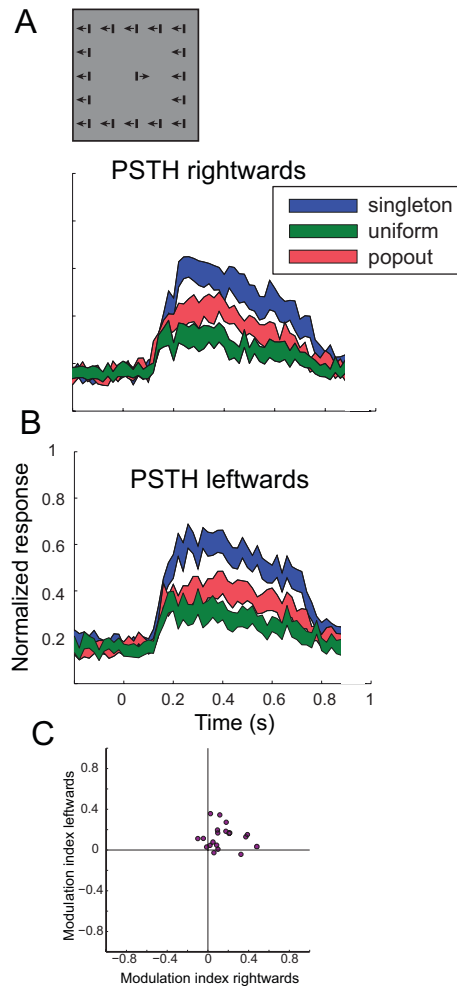 A
PSTH rightwards
singleton
uniform
popout
B
PSTH leftwards
1
0.8
0.6
0.4
0.2
Normalized response
0 0.2 0.4 0.6 0.8 1
Time (s)
C
0.8
0.4
0
−0.4
−0.8
Modulation index leftwards
−0.8 −0.4 0 0.4 0.8
Modulation index rightwards